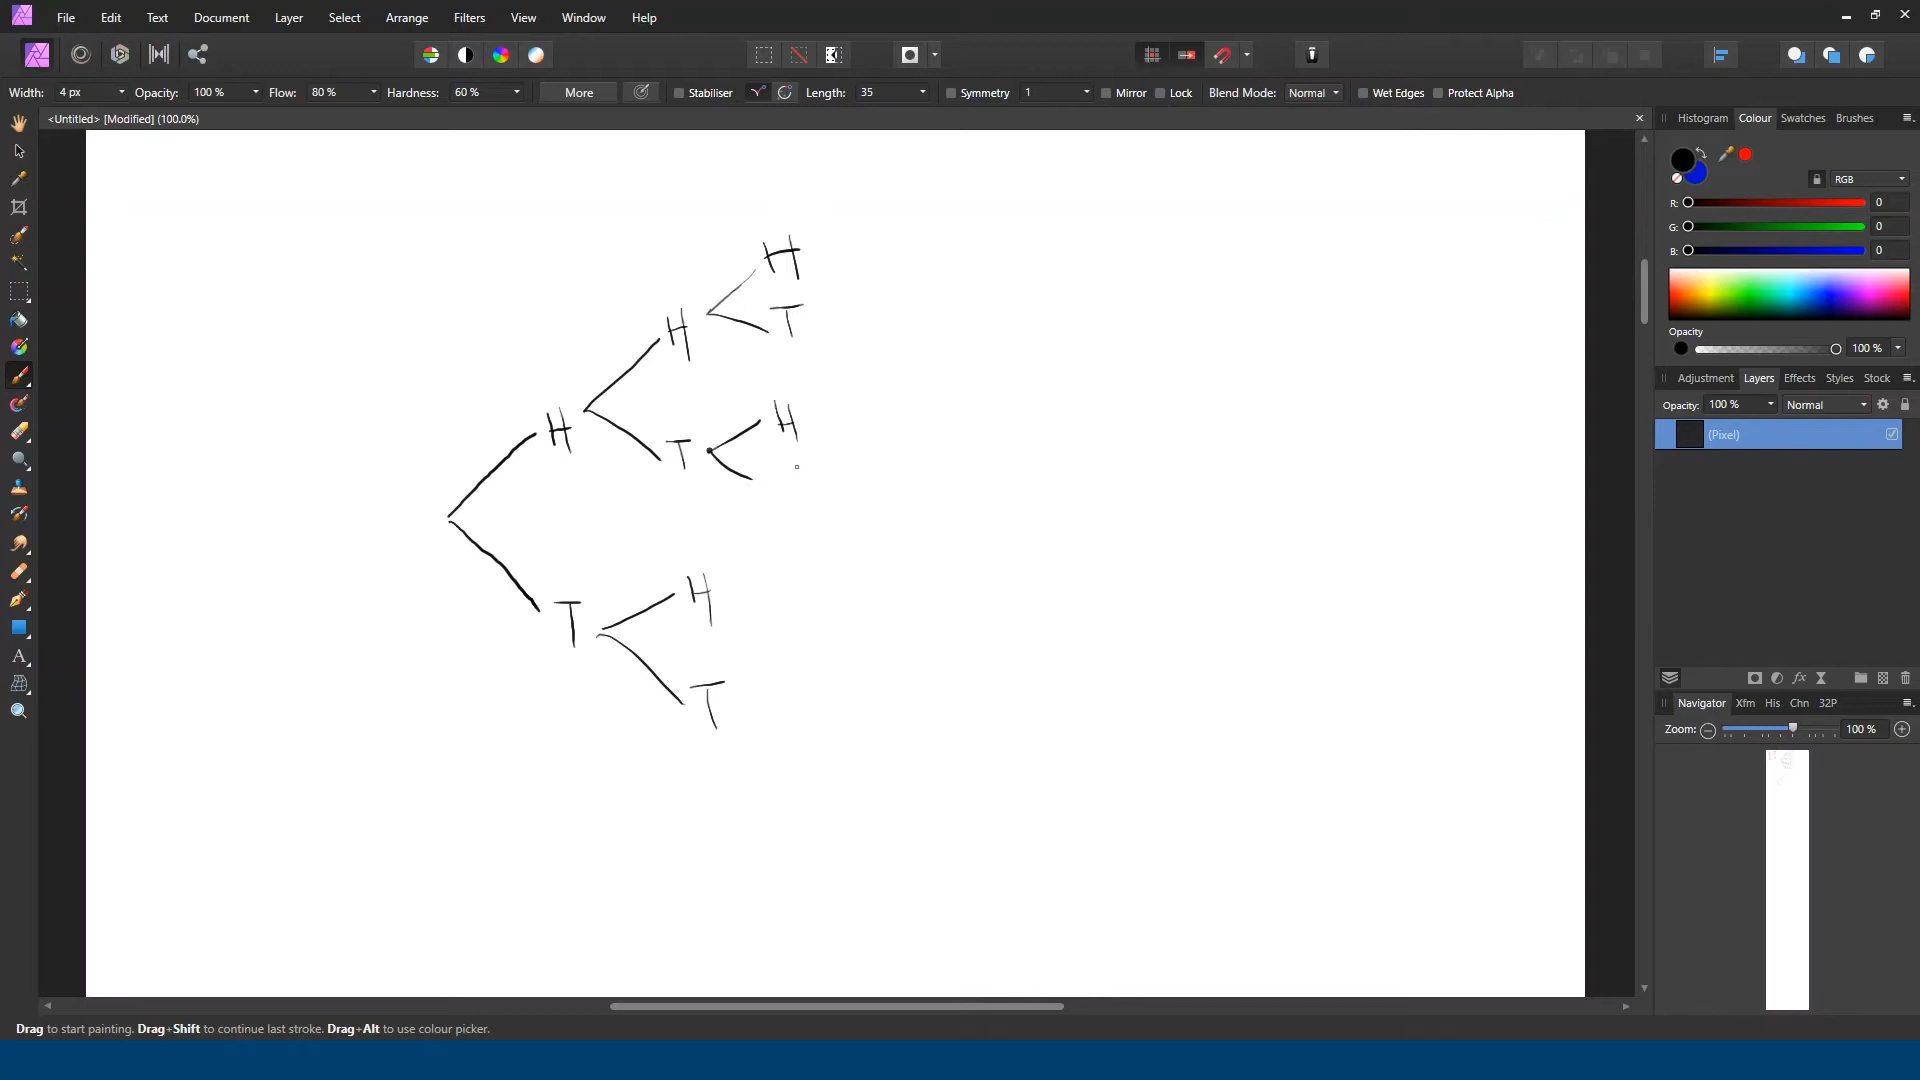 File Edit Text Document Layer Select Arrange Filters View Window Help
Width: 4 px Opacity: 100 % Flow: 80 % Hardness: 60 % More Stabiliser Length: 35 Symmetry 1 Mirror Lock Blend Mode: Normal Wet Edges Protect Alpha
<Untitled> [Modified] (100.0%)
Histogram Colour Swatches Brushes
RGB
R: 0
G: 0
B: 0
Opacity
100 %
Adjustment Layers Effects Styles Stock
Opacity: 100 % Normal
(Pixel)
Navigator Xfm His Chn 32P
Zoom: 100 %
H
T
H
H
H
T
T
H
T
Drag to start painting. Drag+Shift to continue last stroke. Drag+Alt to use colour picker.